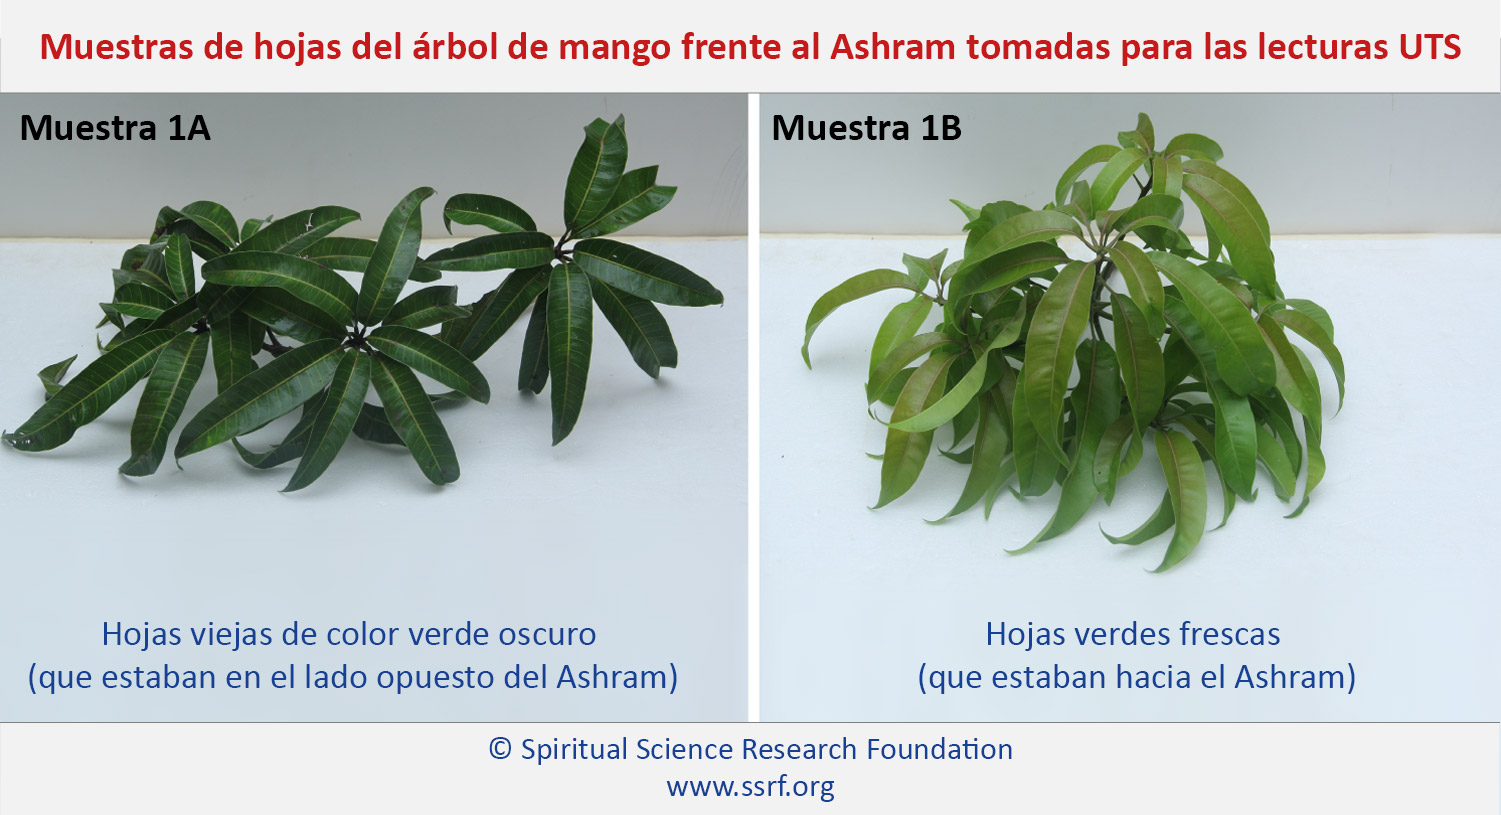 Muestras de hojas del árbol de mango frente al Ashram tomadas para las lecturas UTS
Muestra 1A
Muestra 1B
Hojas viejas de color verde oscuro
(que estaban en el lado opuesto del Ashram)
Hojas verdes frescas
(que estaban hacia el Ashram)
© Spiritual Science Research Foundation
www.ssrf.org